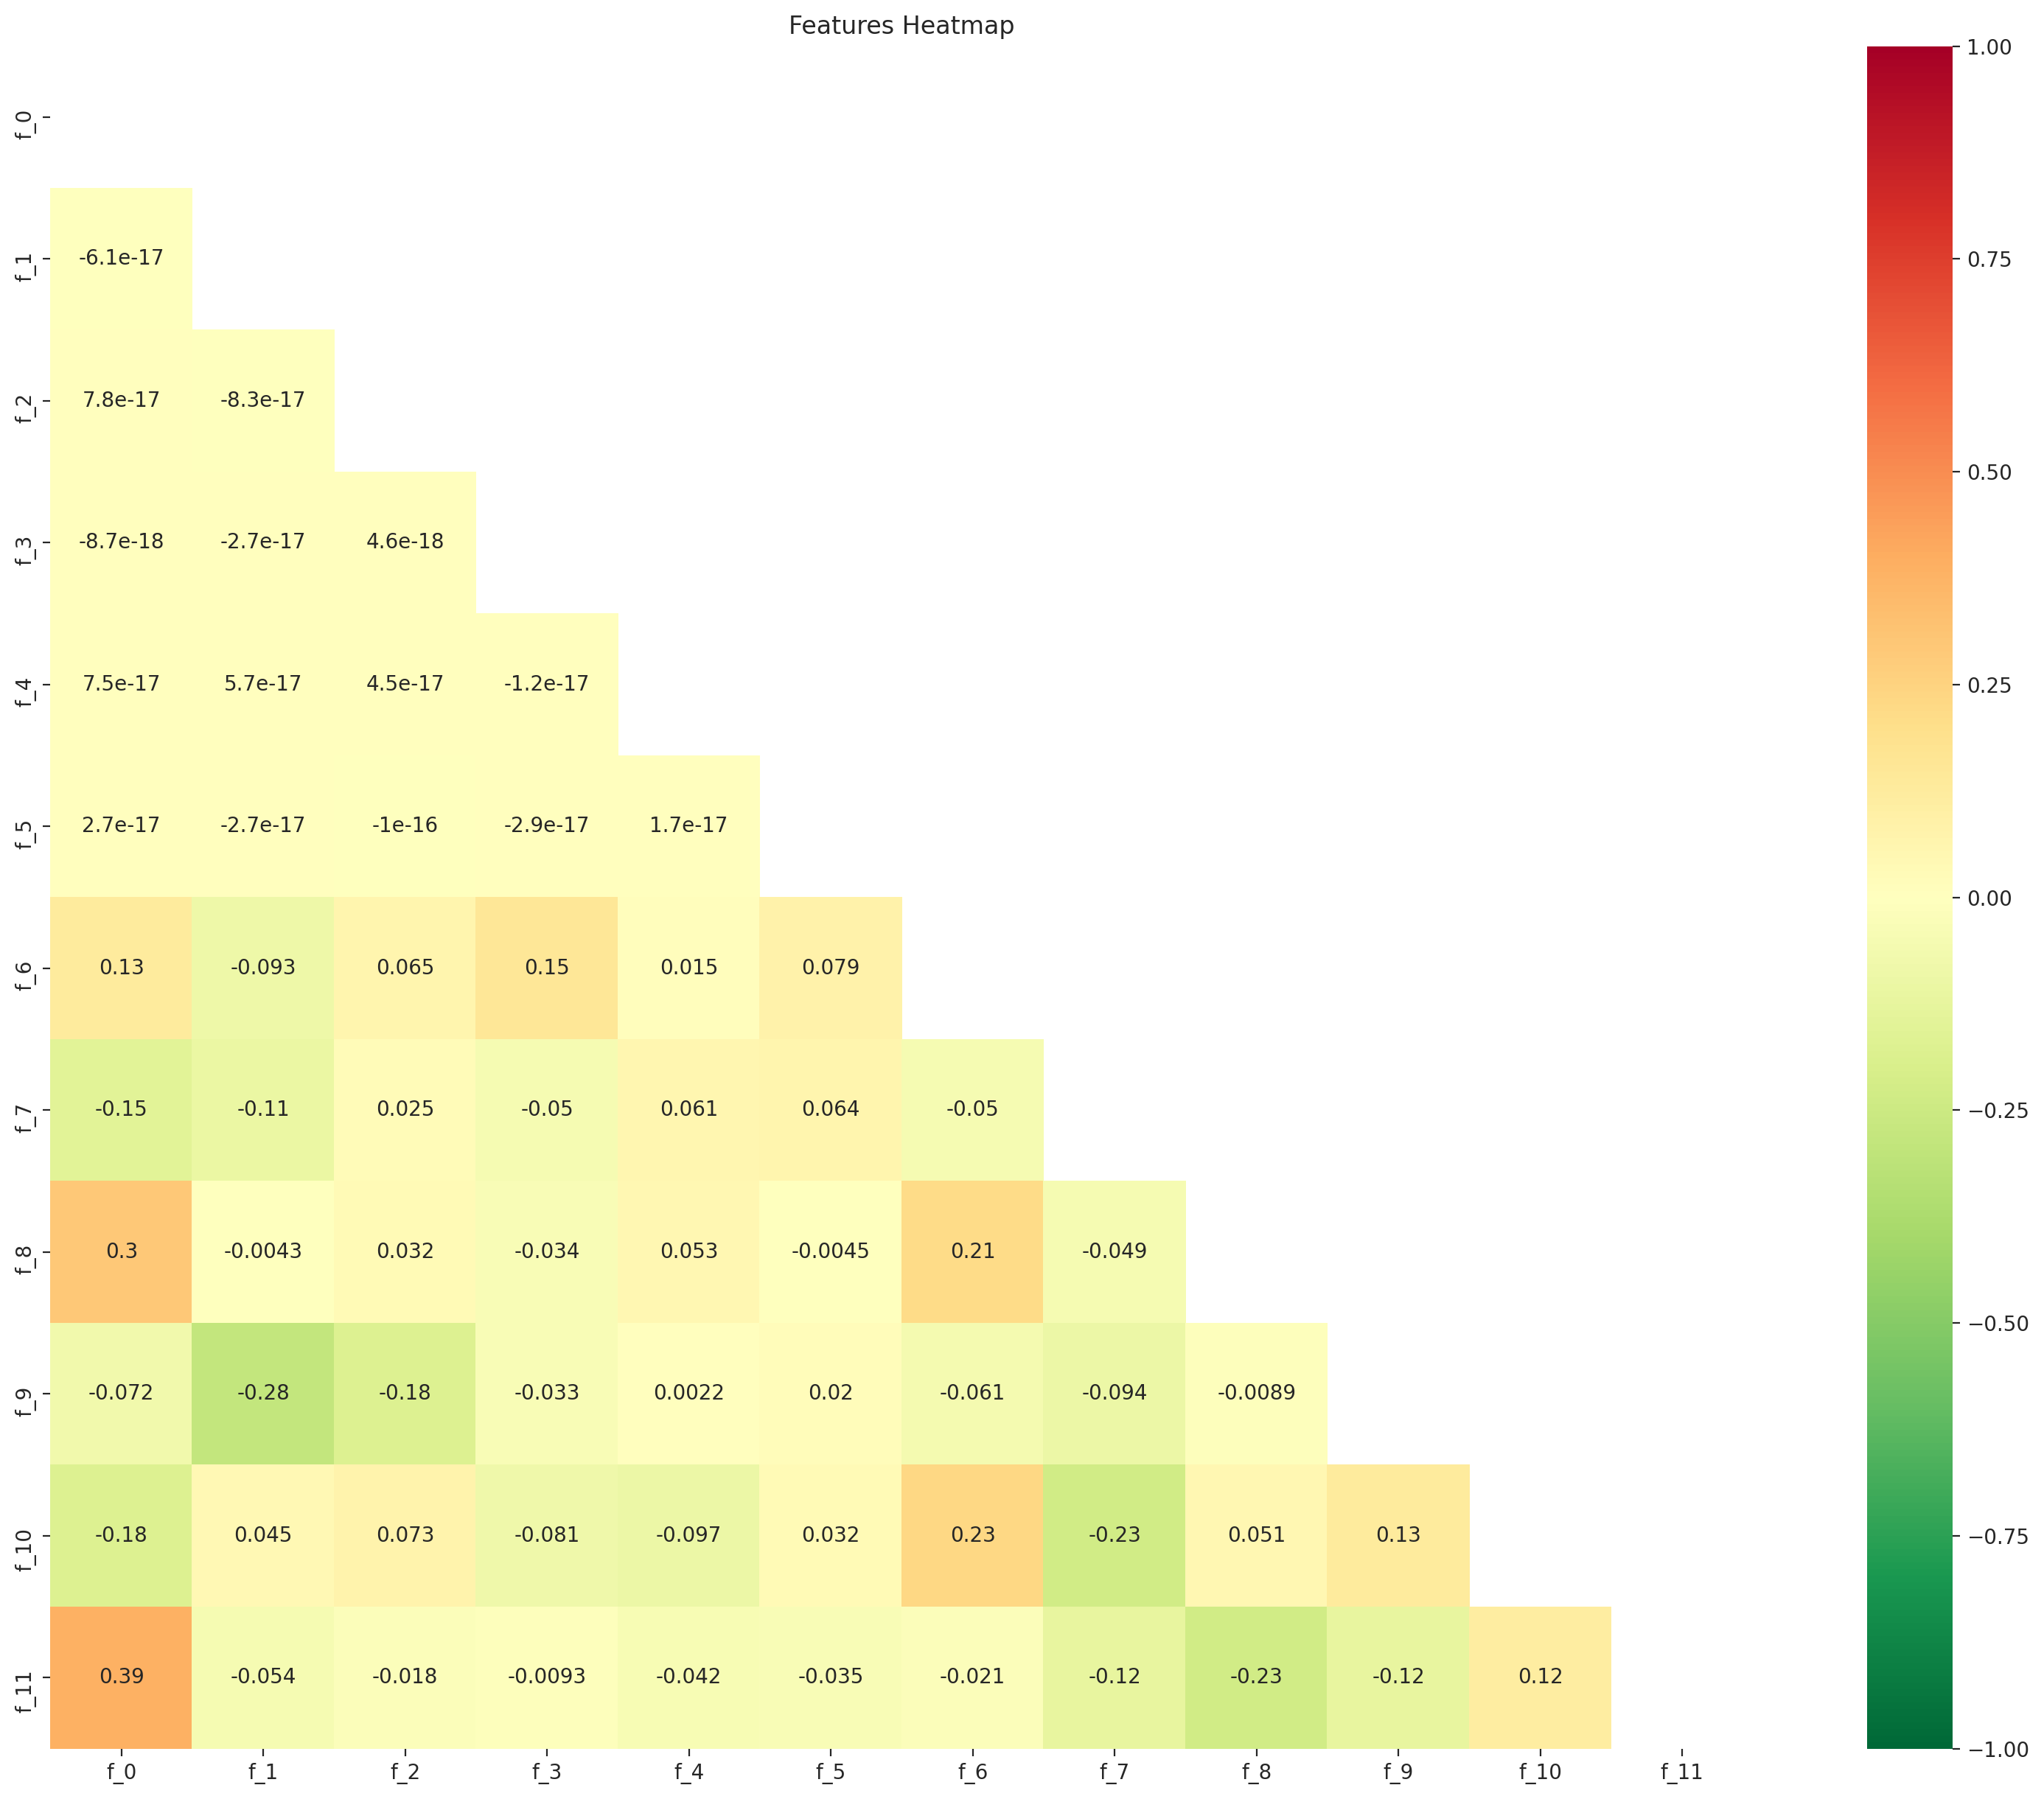 Features Heatmap
1.00
f_0
f_1 -6.1e-17
0.75
f_2 7.8e-17 -8.3e-17
0.50
f_3 -8.7e-18 -2.7e-17 4.6e-18
f_4 7.5e-17 5.7e-17 4.5e-17 -1.2e-17
0.25
f_5 2.7e-17 -2.7e-17 -1e-16 -2.9e-17 1.7e-17
0.00
f_6 0.13 -0.093 0.065 0.15 0.015 0.079
f_7 -0.15 -0.11 0.025 -0.05 0.061 0.064 -0.05
−0.25
f_8 0.3 -0.0043 0.032 -0.034 0.053 -0.0045 0.21 -0.049
−0.50
f_9 -0.072 -0.28 -0.18 -0.033 0.0022 0.02 -0.061 -0.094 -0.0089
f_10 -0.18 0.045 0.073 -0.081 -0.097 0.032 0.23 -0.23 0.051 0.13
−0.75
f_11 0.39 -0.054 -0.018 -0.0093 -0.042 -0.035 -0.021 -0.12 -0.23 -0.12 0.12
−1.00
f_0 f_1 f_2 f_3 f_4 f_5 f_6 f_7 f_8 f_9 f_10 f_11